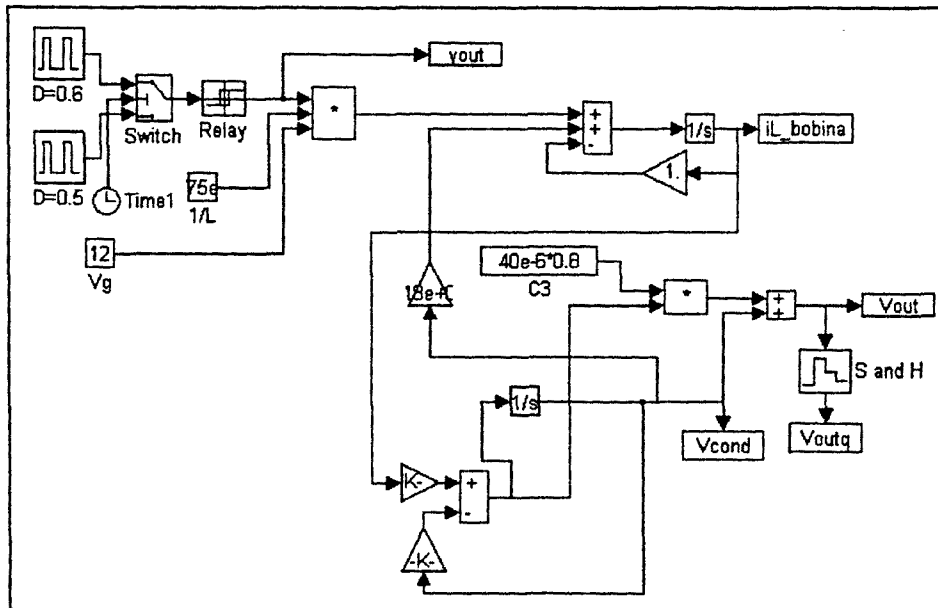 D=0.6
D=0.5
Switch
Time1
Relay
*
yout
75e
1/L
12
Vg
+
+
-
1/s
iL_bobina
1.
40e-6*0.8
C3
*
+
+
Vout
S and H
Voutq
Vcond
1/s
-K-
+
-
-K-